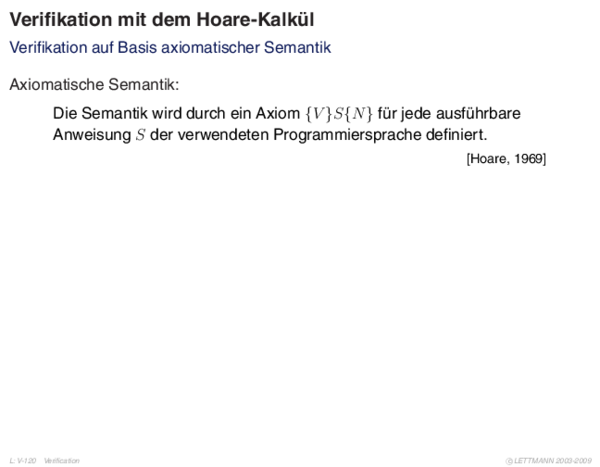 Verifikation mit dem Hoare-Kalkül
Verifikation auf Basis axiomatischer Semantik
Axiomatische Semantik:
Die Semantik wird durch ein Axiom {V}S{N} für jede ausführbare
Anweisung S der verwendeten Programmiersprache definiert.
[Hoare, 1969]
L: V-120 Verification
© LETTMANN 2003-2009